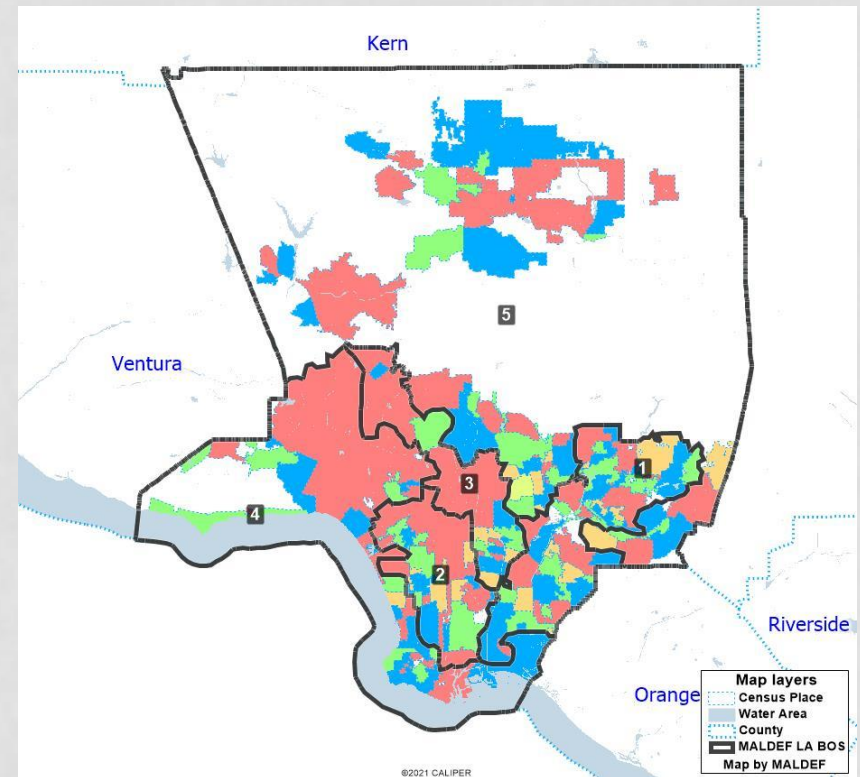 Kern
5
Ventura
1
3
4
2
Riverside
Orange
Map layers
Census Place
Water Area
County
MALDEF LA BOS
Map by MALDEF
©2021 CALIPER